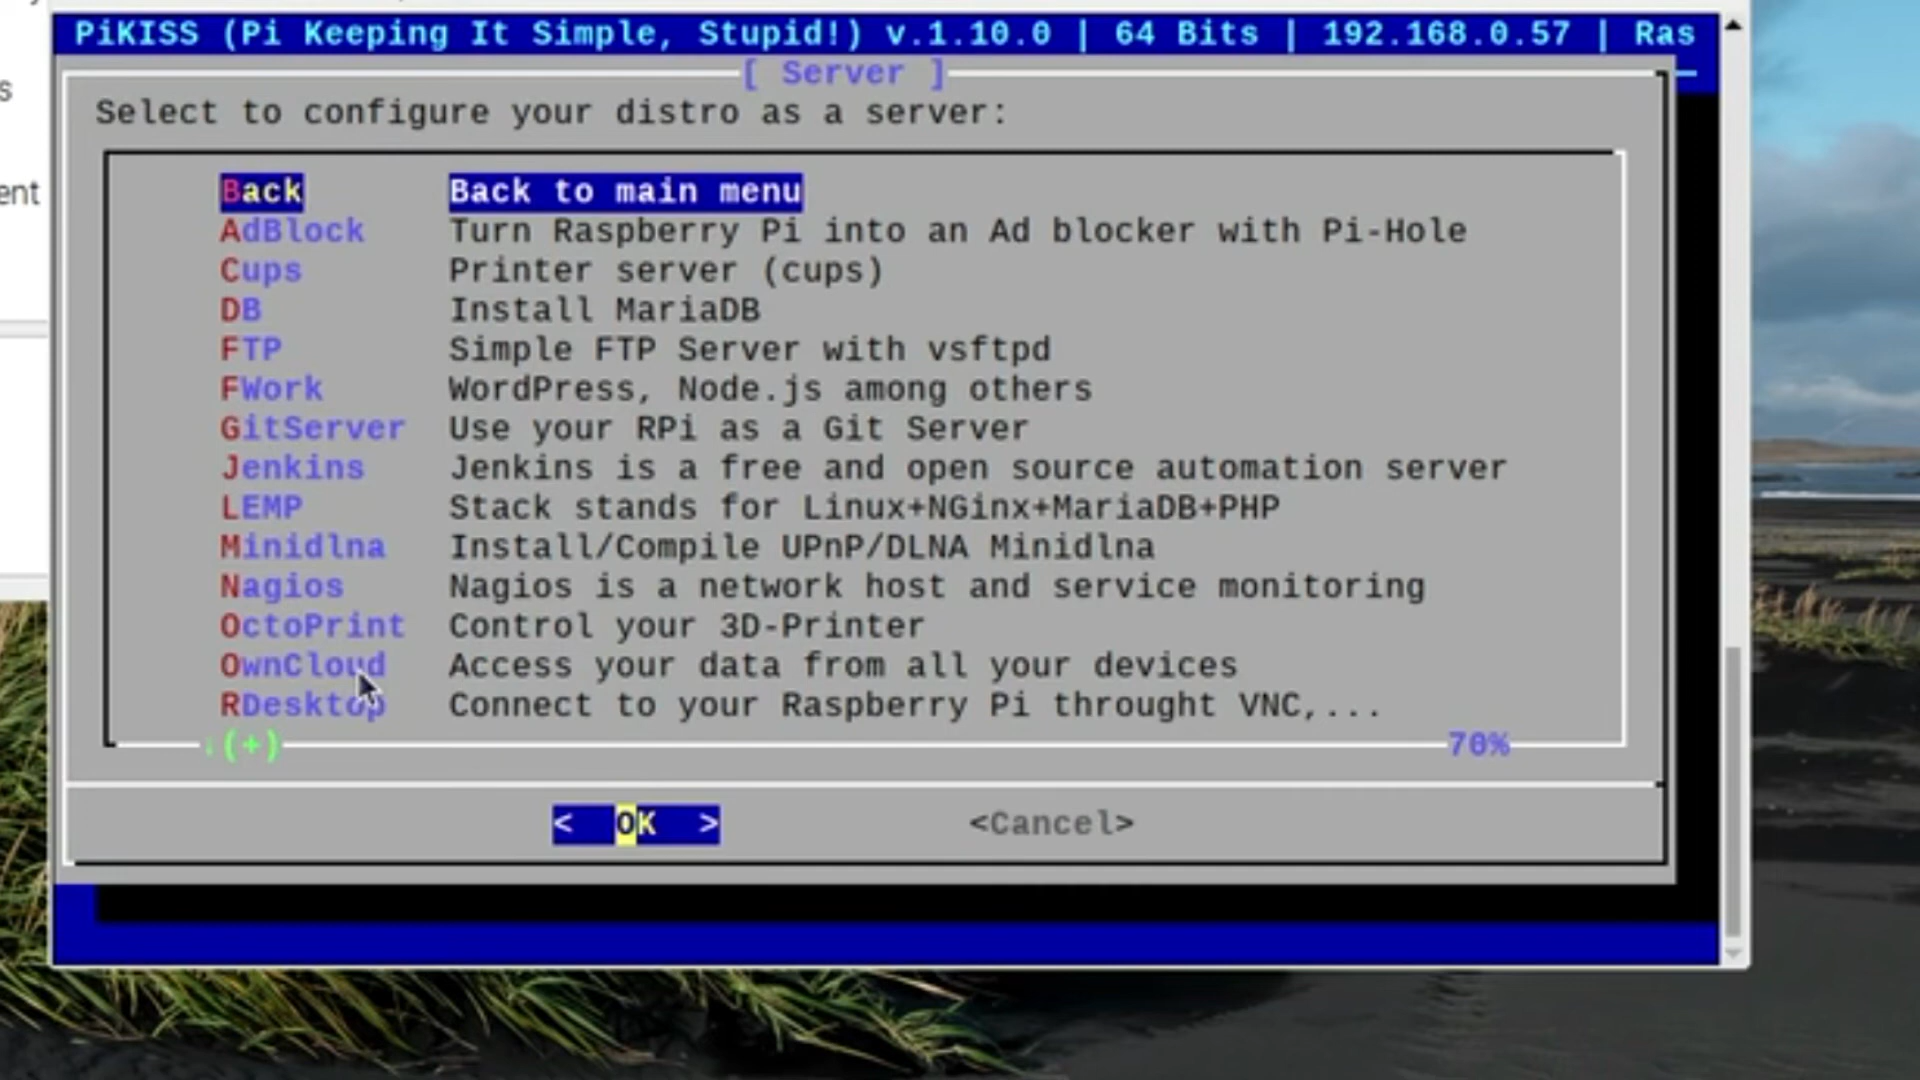 PiKISS (Pi Keeping It Simple, Stupid!) v.1.10.0 | 64 Bits | 192.168.0.57 | Ras
[ Server ]
Select to configure your distro as a server:
Back Back to main menu
AdBlock Turn Raspberry Pi into an Ad blocker with Pi-Hole
Cups Printer server (cups)
DB Install MariaDB
FTP Simple FTP Server with vsftpd
FWork WordPress, Node.js among others
GitServer Use your RPi as a Git Server
Jenkins Jenkins is a free and open source automation server
LEMP Stack stands for Linux+NGinx+MariaDB+PHP
Minidlna Install/Compile UPnP/DLNA Minidlna
Nagios Nagios is a network host and service monitoring
OctoPrint Control your 3D-Printer
OwnCloud Access your data from all your devices
RDesktop Connect to your Raspberry Pi throught VNC,...
↓(+) 70%
< OK > <Cancel>
s
ent